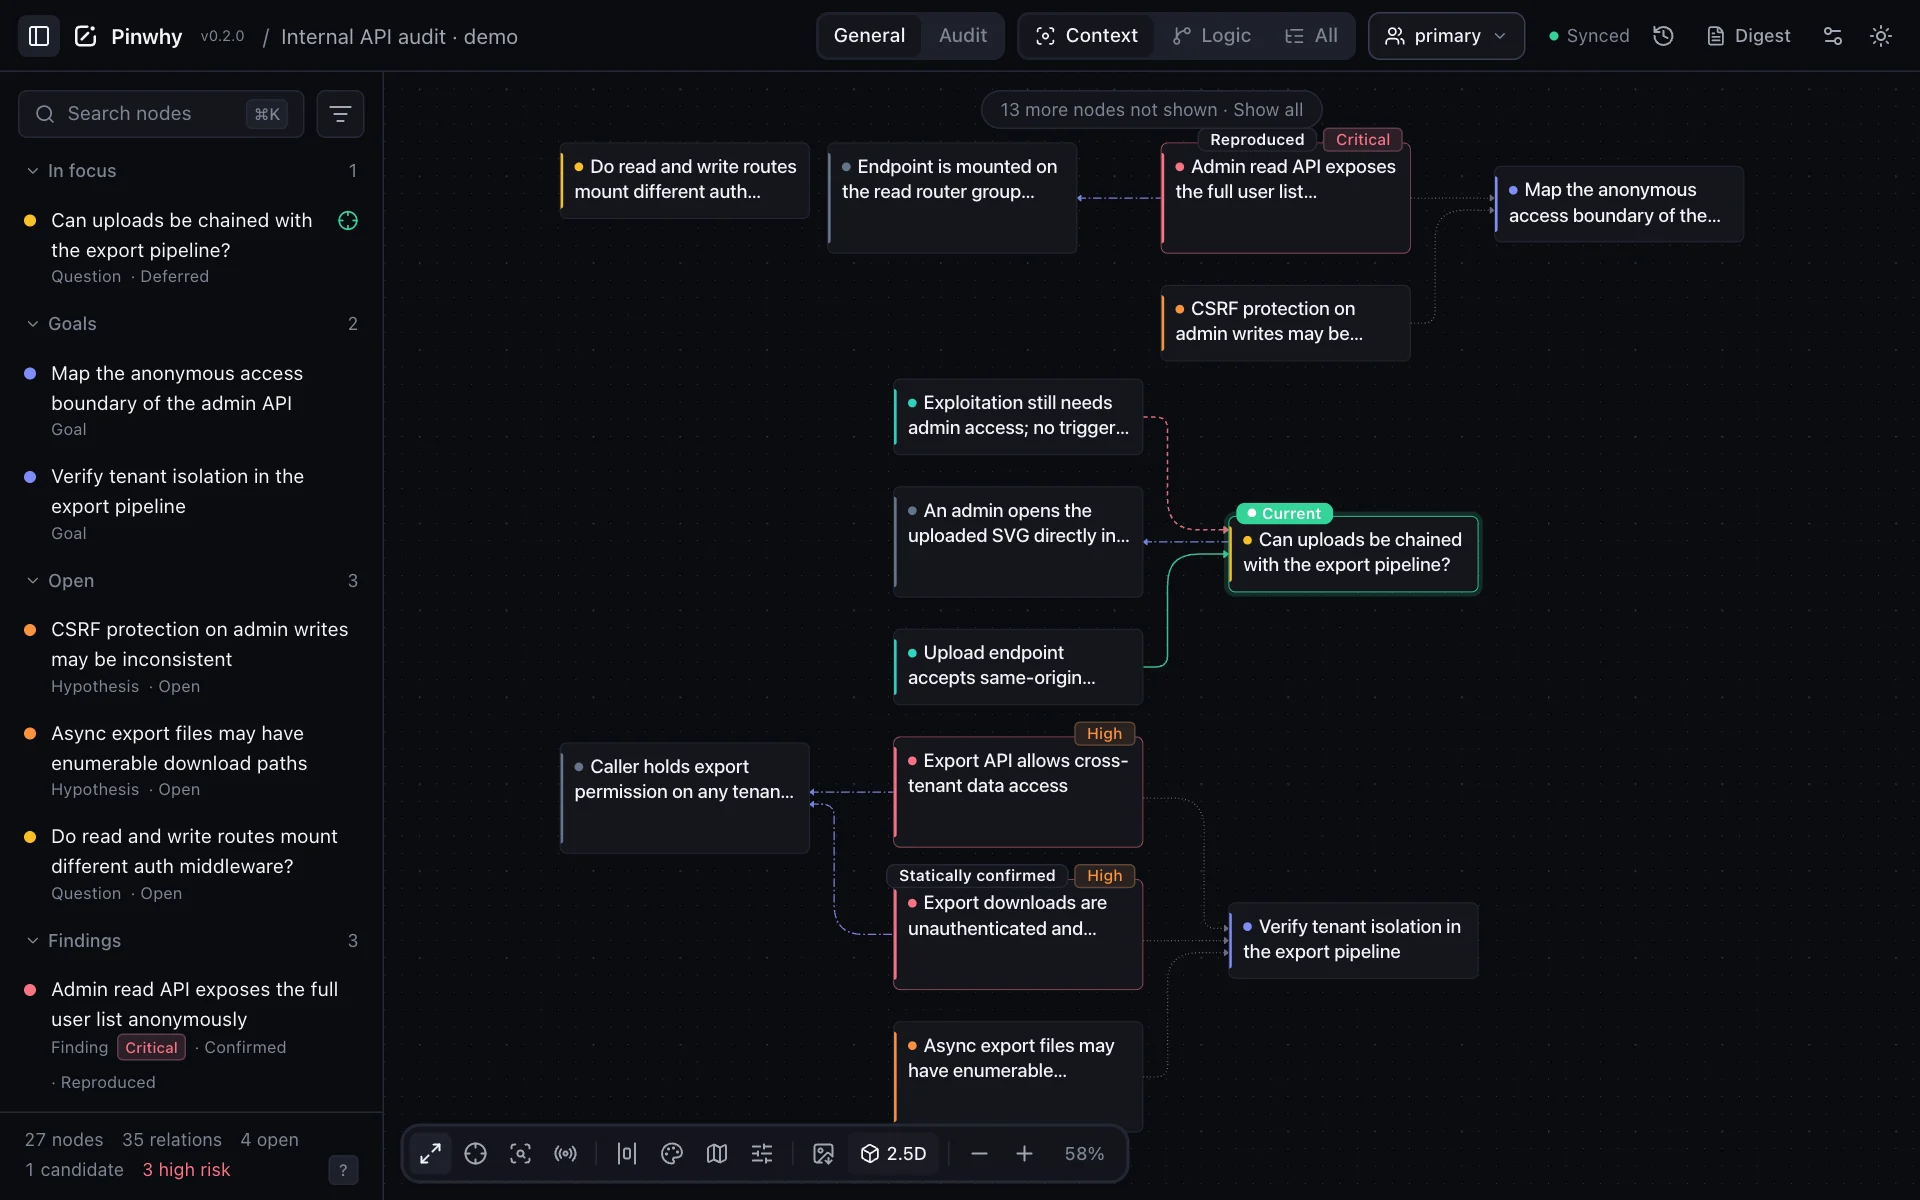 Pinwhy v0.2.0 / Internal API audit · demo
General Audit
Context Logic All
primary
Synced
Digest
Search nodes ⌘K
In focus 1
Can uploads be chained with
the export pipeline?
Question · Deferred
Goals 2
Map the anonymous access
boundary of the admin API
Goal
Verify tenant isolation in the
export pipeline
Goal
Open 3
CSRF protection on admin writes
may be inconsistent
Hypothesis · Open
Async export files may have
enumerable download paths
Hypothesis · Open
Do read and write routes mount
different auth middleware?
Question · Open
Findings 3
Admin read API exposes the full
user list anonymously
Finding Critical · Confirmed
· Reproduced
27 nodes 35 relations 4 open
1 candidate 3 high risk
?
13 more nodes not shown · Show all
Do read and write routes
mount different auth...
Endpoint is mounted on
the read router group...
Reproduced Critical
Admin read API exposes
the full user list...
Map the anonymous
access boundary of the...
CSRF protection on
admin writes may be...
Exploitation still needs
admin access; no trigger...
An admin opens the
uploaded SVG directly in...
Current
Can uploads be chained
with the export pipeline?
Upload endpoint
accepts same-origin...
Caller holds export
permission on any tenan...
High
Export API allows cross-
tenant data access
Statically confirmed High
Export downloads are
unauthenticated and...
Verify tenant isolation in
the export pipeline
Async export files may
have enumerable...
2.5D
58%